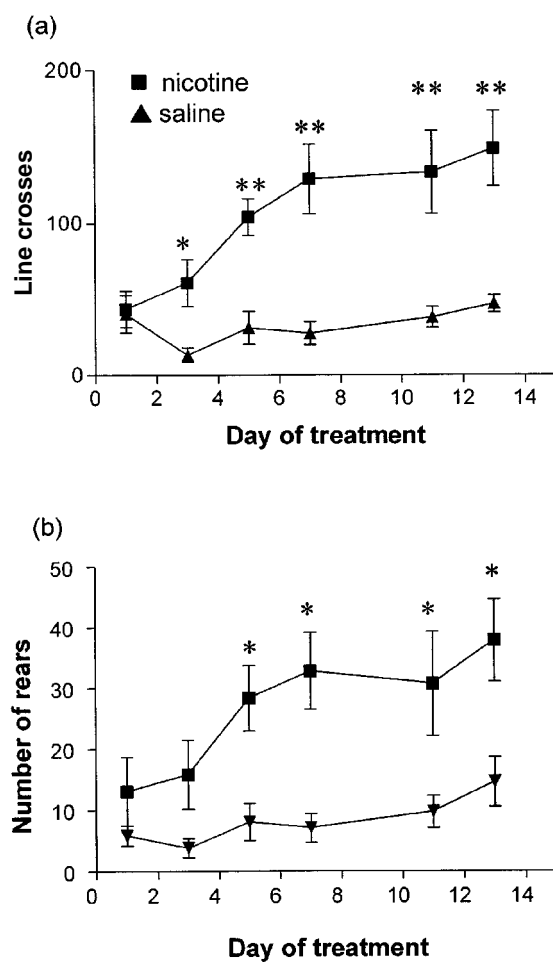 (a)
200
■ nicotine
▲ saline
** ** ** ** *
100
0
Line crosses
0 2 4 6 8 10 12 14
Day of treatment
(b)
50
40
30
20
10
0
* * * *
Number of rears
0 2 4 6 8 10 12 14
Day of treatment